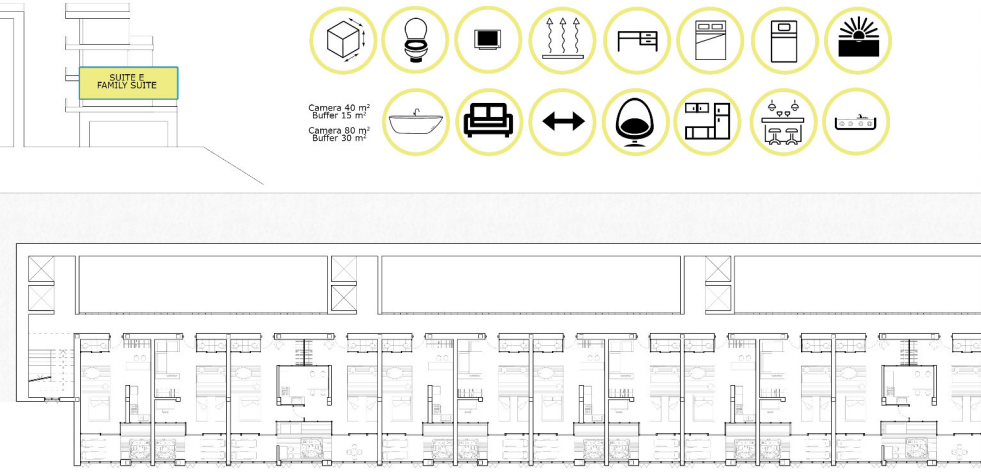 SUITE E
FAMILY SUITE
Camera 40 m²
Buffer 15 m²
Camera 80 m²
Buffer 30 m²